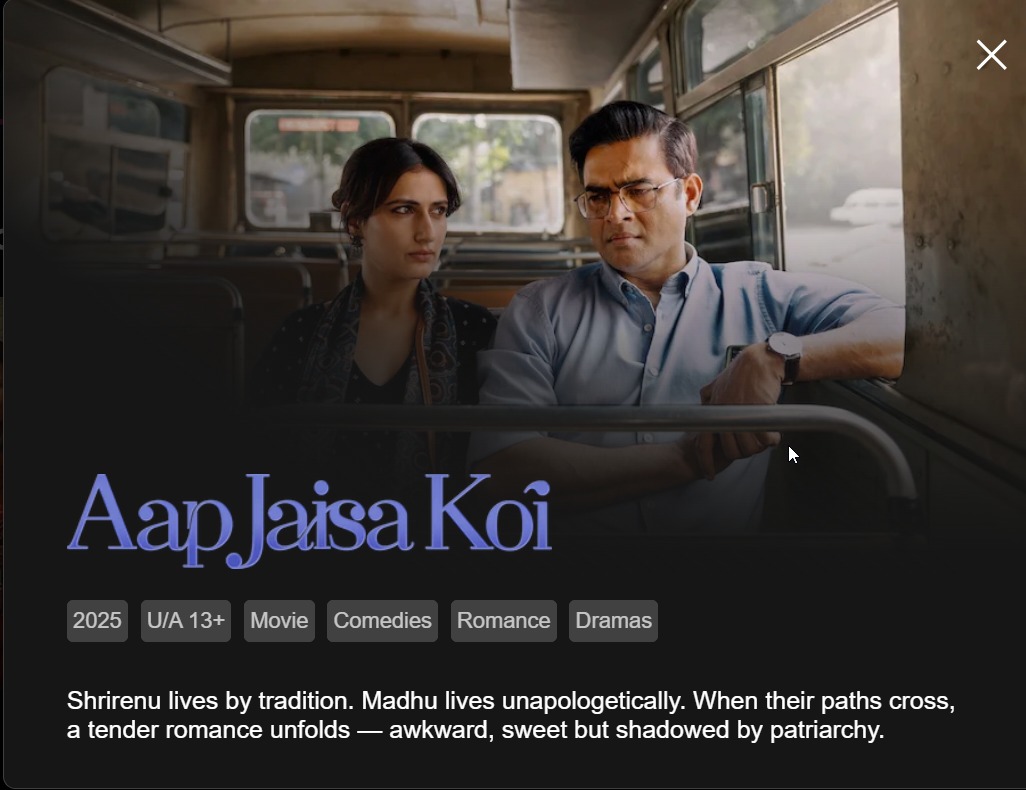 Aap Jaisa Koi
2025 U/A 13+ Movie Comedies Romance Dramas
Shrirenu lives by tradition. Madhu lives unapologetically. When their paths cross,
a tender romance unfolds — awkward, sweet but shadowed by patriarchy.